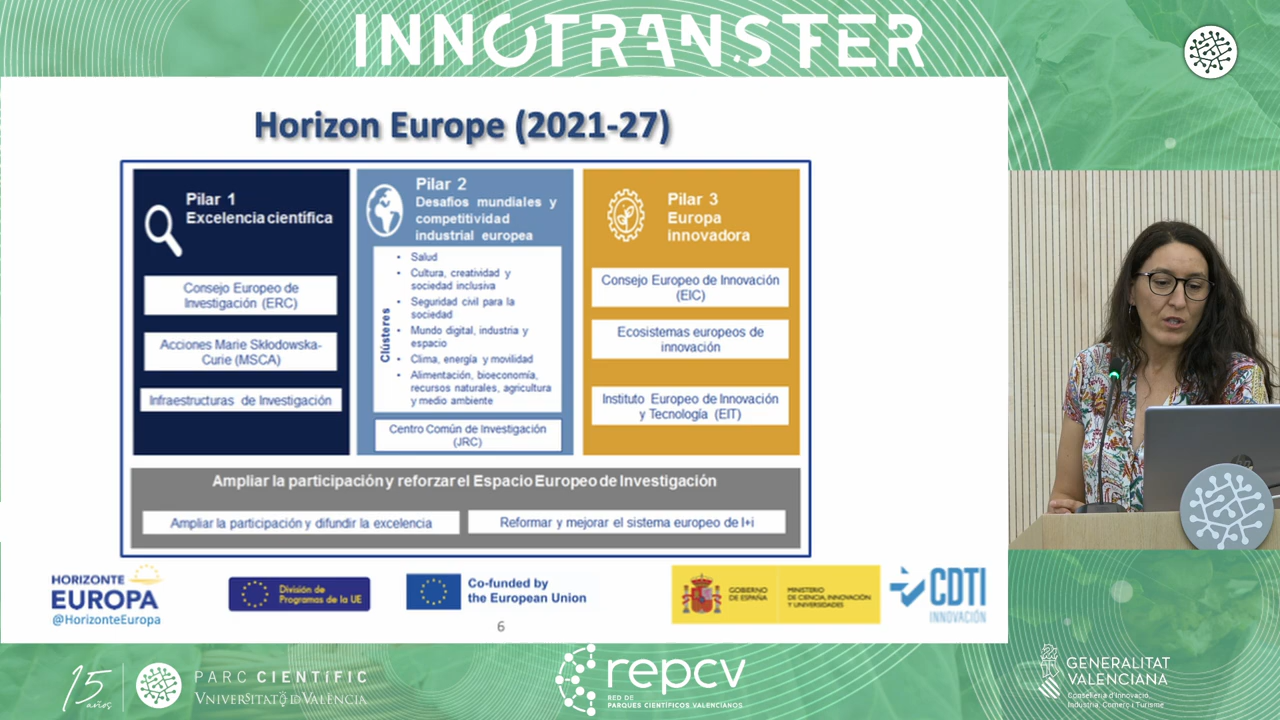 INNOTRANSFER
Horizon Europe (2021-27)
Pilar 1
Excelencia científica
Consejo Europeo de
Investigación (ERC)
Acciones Marie Skłodowska-
Curie (MSCA)
Infraestructuras de Investigación
Pilar 2
Desafíos mundiales y
competitividad
industrial europea
Clústeres
• Salud
• Cultura, creatividad y
sociedad inclusiva
• Seguridad civil para la
sociedad
• Mundo digital, industria y
espacio
• Clima, energía y movilidad
• Alimentación, bioeconomía,
recursos naturales, agricultura
y medio ambiente
Centro Común de Investigación
(JRC)
Pilar 3
Europa
innovadora
Consejo Europeo de Innovación
(EIC)
Ecosistemas europeos de
innovación
Instituto Europeo de Innovación
y Tecnología (EIT)
Ampliar la participación y reforzar el Espacio Europeo de Investigación
Ampliar la participación y difundir la excelencia
Reformar y mejorar el sistema europeo de I+i
HORIZONTE
EUROPA
@HorizonteEuropa
División de
Programas de la UE
Co-funded by
the European Union
GOBIERNO
DE ESPAÑA
MINISTERIO
DE CIENCIA, INNOVACIÓN
Y UNIVERSIDADES
CDTI
INNOVACIÓN
6
15
años
PARC CIENTÍFIC
VNIVERSITATÖDVALÈNCIA
repcv
RED DE
PARQUES CIENTÍFICOS VALENCIANOS
GENERALITAT
VALENCIANA
Conselleria d'Innovació,
Indústria, Comerç i Turisme